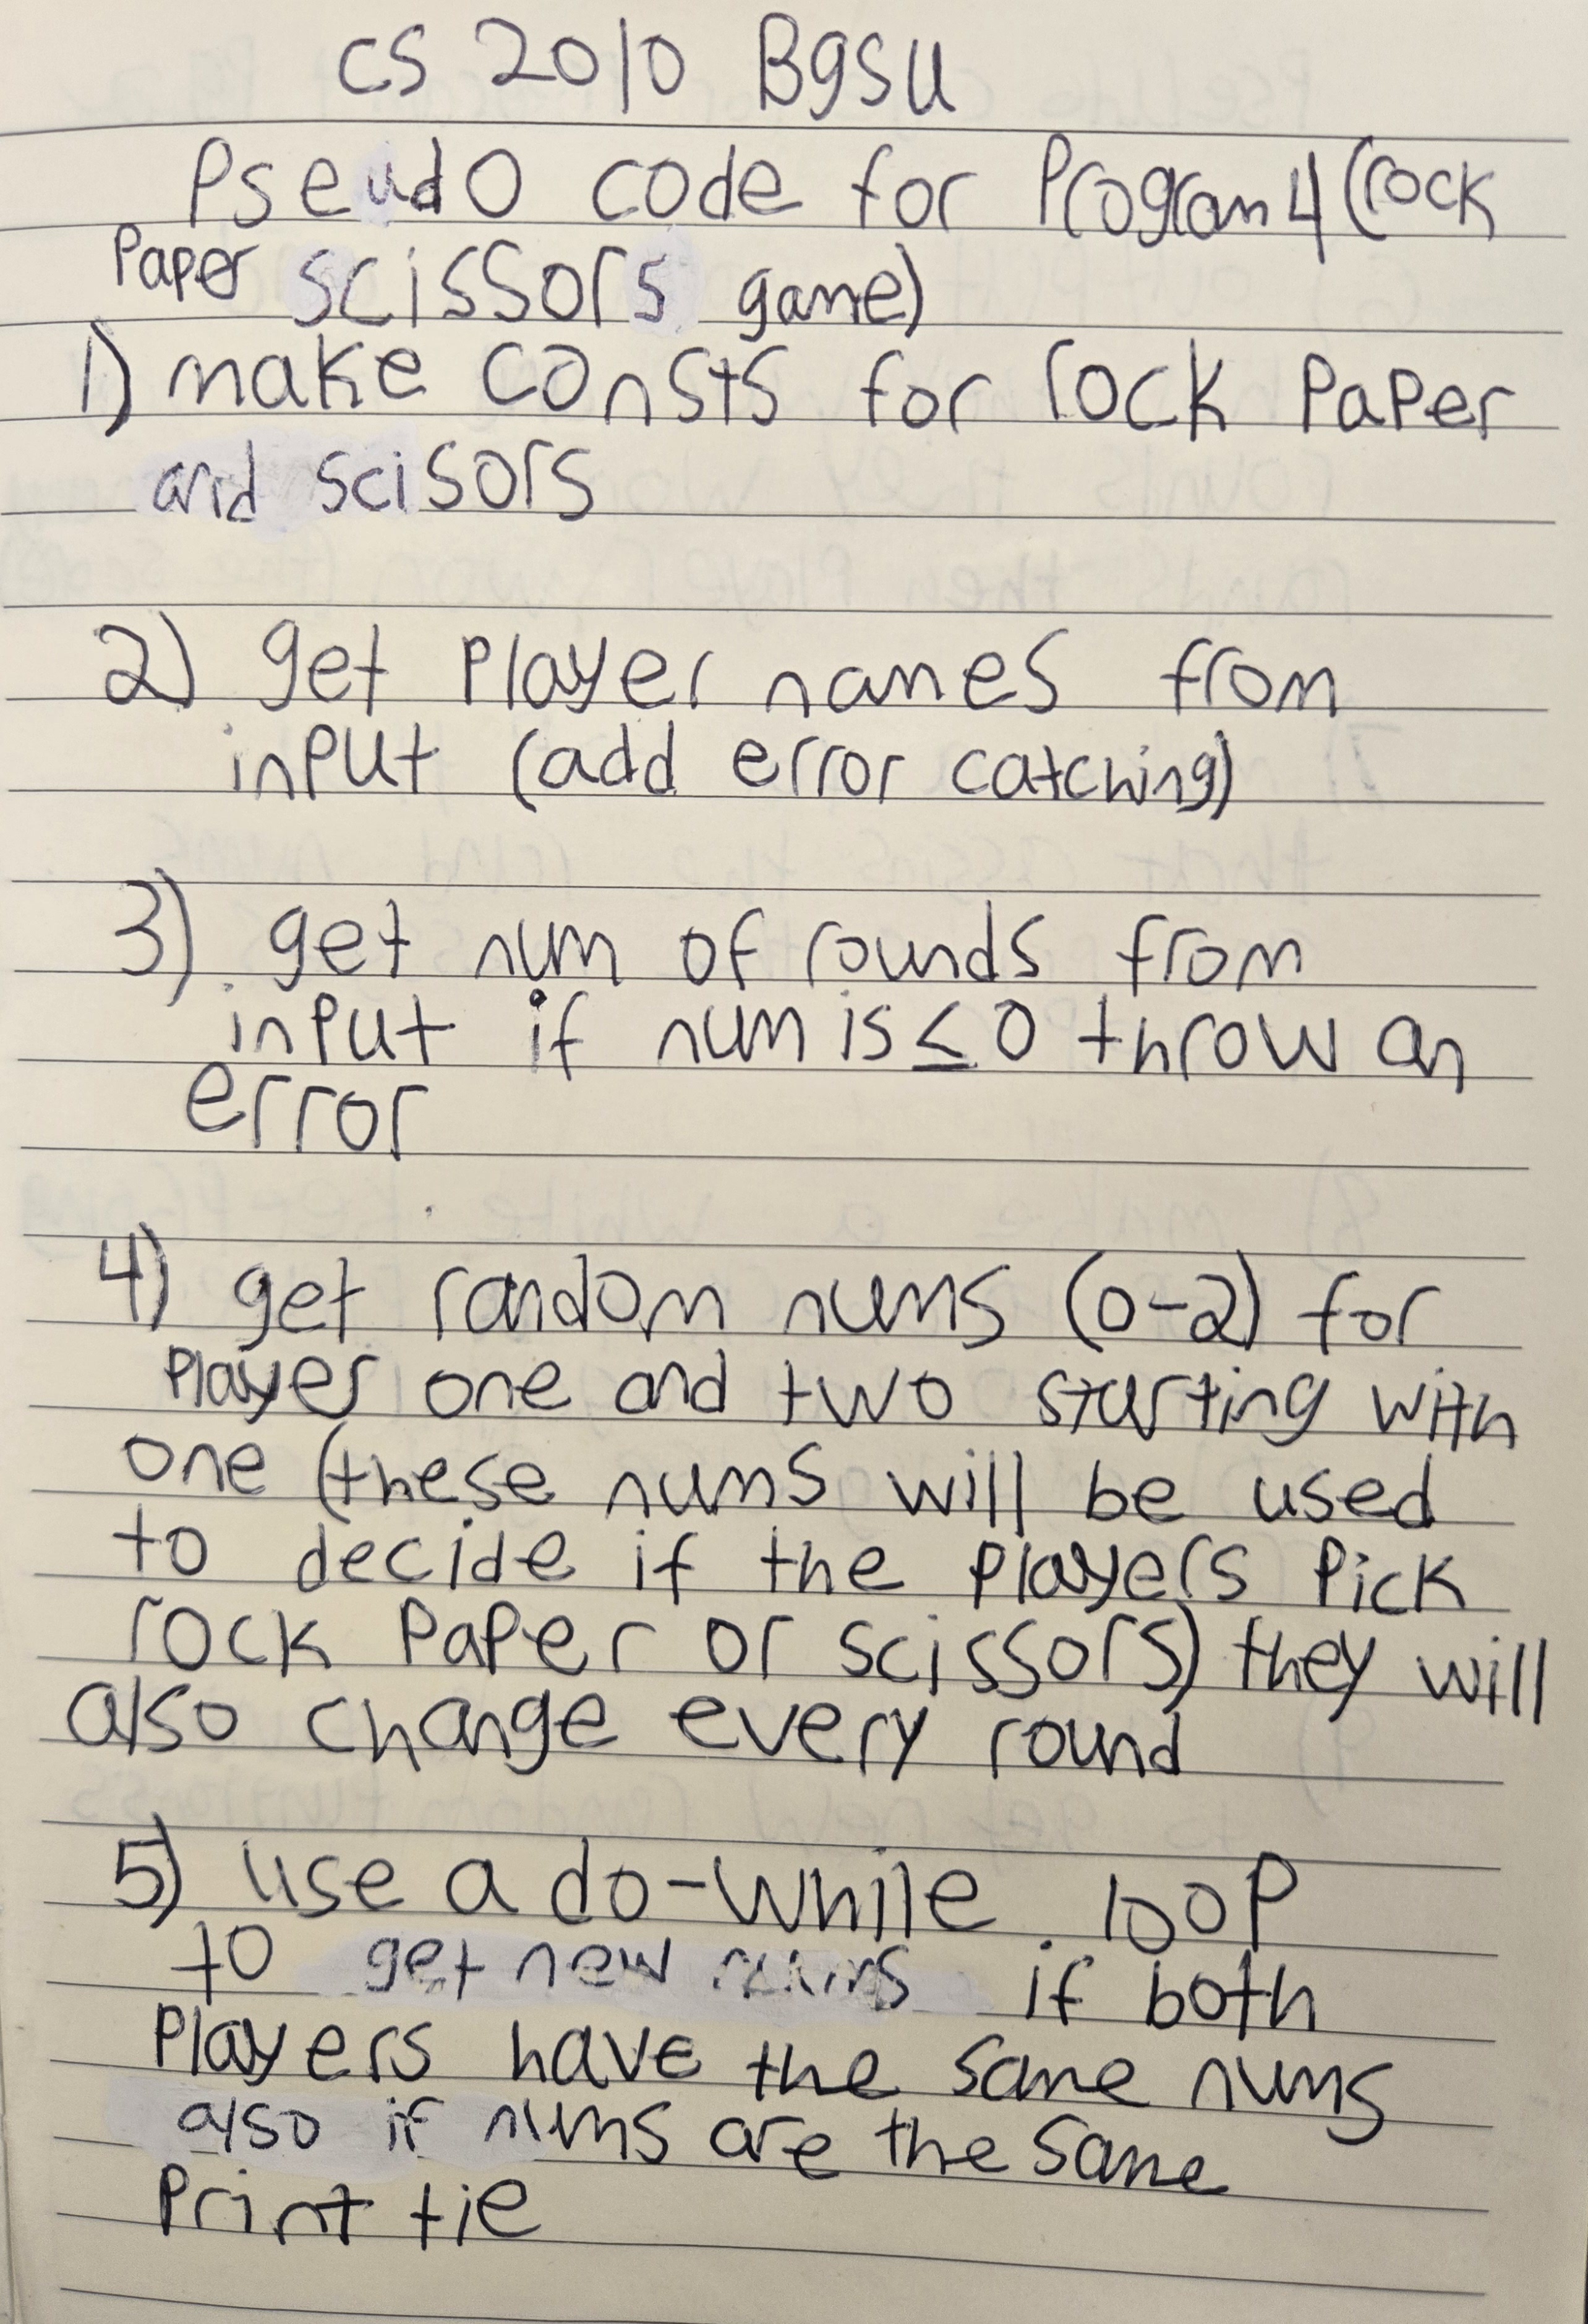 CS 2010 BgSU
Pseudo code for Program 4 (rock
Paper scissors game)
1) make consts for rock Paper
and scisors
2) get Player names from
input (add error catching)
3) get num of rounds from
input if num is ≤ 0 throw an
error
4) get random nums (0-2) for
Player one and two starting with
one (these nums will be used
to decide if the players pick
rock Paper or scissors) they will
also change every round
5) use a do-while loop
to get new nums if both
Players have the same nums
also if nums are the same
Print tie